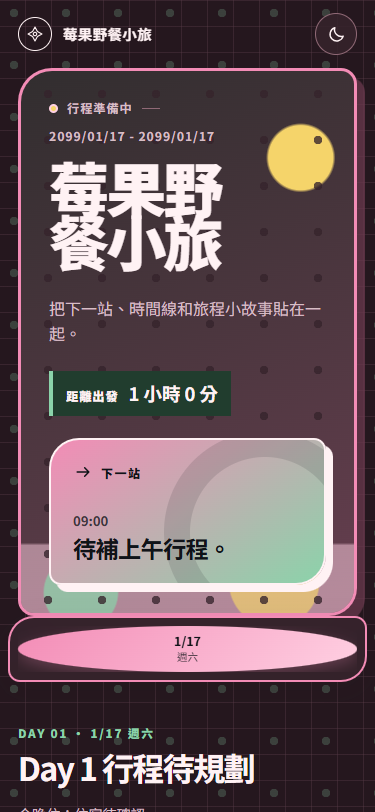 莓果野餐小旅
行程準備中
2099/01/17 - 2099/01/17
莓果野
餐小旅
把下一站、時間線和旅程小故事貼在一
起。
距離出發 1 小時 0 分
下一站
09:00
待補上午行程。
1/17
週六
DAY 01 · 1/17 週六
Day 1 行程待規劃